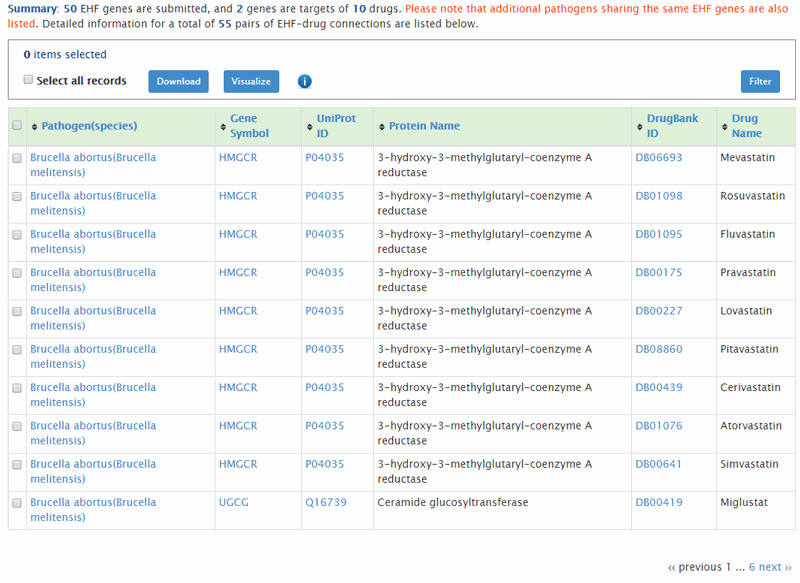 Summary: 50 EHF genes are submitted, and 2 genes are targets of 10 drugs. Please note that additional pathogens sharing the same EHF genes are also
listed. Detailed information for a total of 55 pairs of EHF-drug connections are listed below.
0 items selected
Select all records Download Visualize i Filter
Pathogen(species) Gene Symbol UniProt ID Protein Name DrugBank ID Drug Name
Brucella abortus(Brucella melitensis) HMGCR P04035 3-hydroxy-3-methylglutaryl-coenzyme A reductase DB06693 Mevastatin
Brucella abortus(Brucella melitensis) HMGCR P04035 3-hydroxy-3-methylglutaryl-coenzyme A reductase DB01098 Rosuvastatin
Brucella abortus(Brucella melitensis) HMGCR P04035 3-hydroxy-3-methylglutaryl-coenzyme A reductase DB01095 Fluvastatin
Brucella abortus(Brucella melitensis) HMGCR P04035 3-hydroxy-3-methylglutaryl-coenzyme A reductase DB00175 Pravastatin
Brucella abortus(Brucella melitensis) HMGCR P04035 3-hydroxy-3-methylglutaryl-coenzyme A reductase DB00227 Lovastatin
Brucella abortus(Brucella melitensis) HMGCR P04035 3-hydroxy-3-methylglutaryl-coenzyme A reductase DB08860 Pitavastatin
Brucella abortus(Brucella melitensis) HMGCR P04035 3-hydroxy-3-methylglutaryl-coenzyme A reductase DB00439 Cerivastatin
Brucella abortus(Brucella melitensis) HMGCR P04035 3-hydroxy-3-methylglutaryl-coenzyme A reductase DB01076 Atorvastatin
Brucella abortus(Brucella melitensis) HMGCR P04035 3-hydroxy-3-methylglutaryl-coenzyme A reductase DB00641 Simvastatin
Brucella abortus(Brucella melitensis) UGCG Q16739 Ceramide glucosyltransferase DB00419 Miglustat
‹‹ previous 1 ... 6 next ››